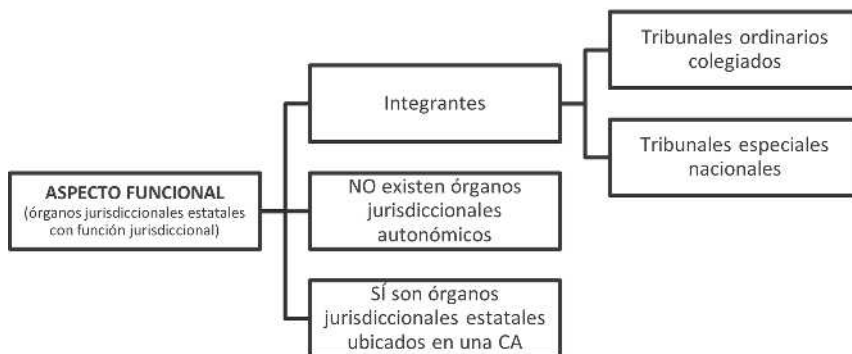 ASPECTO FUNCIONAL
(órganos jurisdiccionales estatales
con función jurisdiccional)
Integrantes
Tribunales ordinarios
colegiados
Tribunales especiales
nacionales
NO existen órganos
jurisdiccionales
autonómicos
SÍ son órganos
jurisdiccionales estatales
ubicados en una CA